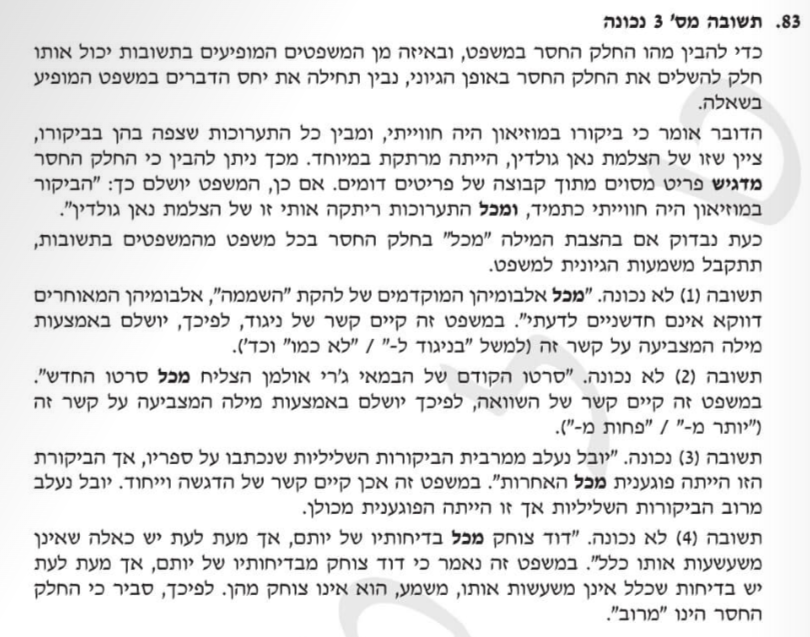 83. תשובה מס' 3 נכונה
כדי להבין מהו החלק החסר במשפט, ובאיזה מן המשפטים המופיעים בתשובות יכול אותו
חלק להשלים את החלק החסר באופן הגיוני, נבין תחילה את יחס הדברים במשפט המופיע
בשאלה.
הדובר אומר כי ביקורו במוזיאון היה חווייתי, ומבין כל התערוכות שצפה בהן בביקורו,
ציין שזו של הצלמת נאן גולדין, הייתה מרתקת במיוחד. מכך ניתן להבין כי החלק החסר
מדגיש פריט מסוים מתוך קבוצה של פריטים דומים. אם כן, המשפט יושלם כך: "הביקור
במוזיאון היה חווייתי כתמיד, ומכל התערוכות ריתקה אותי זו של הצלמת נאן גולדין".
כעת נבדוק אם בהצבת המילה "מכל" בחלק החסר בכל משפט מהמשפטים בתשובות,
תתקבל משמעות הגיונית למשפט.
תשובה (1) לא נכונה. "מכל אלבומיהן המוקדמים של להקת "השממה", אלבומיהן המאוחרים
דווקא אינם חדשניים לדעתי". במשפט זה קיים קשר של ניגוד, לפיכך, יושלם באמצעות
מילה המצביעה על קשר זה (למשל "בניגוד ל-" / "לא כמו" וכד').
תשובה (2) לא נכונה. "סרטו הקודם של הבמאי ג'רי אולמן הצליח מכל סרטו החדש".
במשפט זה קיים קשר של השוואה, לפיכך יושלם באמצעות מילה המצביעה על קשר זה
("יותר מ-" / "פחות מ-").
תשובה (3) נכונה. "יובל נעלב ממרבית הביקורות השליליות שנכתבו על ספריו, אך הביקורת
הזו הייתה פוגענית מכל האחרות". במשפט זה אכן קיים קשר של הדגשה וייחוד. יובל נעלב
מרוב הביקורות השליליות אך זו הייתה הפוגענית מכולן.
תשובה (4) לא נכונה. "דוד צוחק מכל בדיחותיו של יותם, אך מעת לעת יש כאלה שאינן
משעשעות אותו כלל". במשפט זה נאמר כי דוד צוחק מבדיחותיו של יותם, אך מעת לעת
יש בדיחות שכלל אינן משעשות אותו, משמע, הוא אינו צוחק מהן. לפיכך, סביר כי החלק
החסר הינו "מרוב".